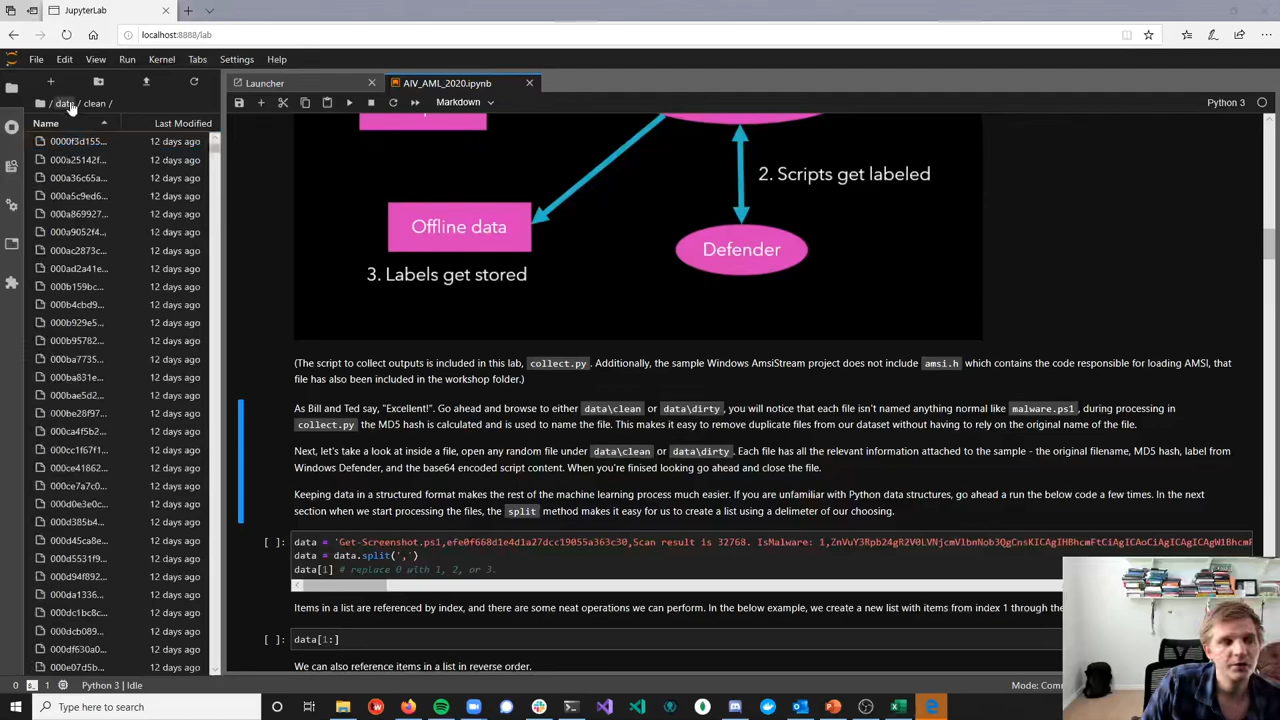 JupyterLab
localhost:8888/lab
File Edit View Run Kernel Tabs Settings Help
/ data / clean /
Name Last Modified
0000f3d155... 12 days ago
000a25142f... 12 days ago
000a36c65a... 12 days ago
000a5c9ed6... 12 days ago
000a869927... 12 days ago
000a9052f4... 12 days ago
000ac2873c... 12 days ago
000ad2a41e... 12 days ago
000b159bc... 12 days ago
000b4cbd9... 12 days ago
000b929e5... 12 days ago
000b95782... 12 days ago
000ba7735... 12 days ago
000ba831e... 12 days ago
000bae5d2... 12 days ago
000be28f97... 12 days ago
000ca4f5b2... 12 days ago
000cc1f67f... 12 days ago
000ce41862... 12 days ago
000ce7a7c0... 12 days ago
000d0e3e0c... 12 days ago
000d385b4... 12 days ago
000d45ca8e... 12 days ago
000d5531f9... 12 days ago
000d94f892... 12 days ago
000da1336... 12 days ago
000dc1bc8c... 12 days ago
000dcb089... 12 days ago
000df630a0... 12 days ago
000e07d5b... 12 days ago
Launcher AIV_AML_2020.ipynb
Markdown Python 3
2. Scripts get labeled
Offline data
Defender
3. Labels get stored
(The script to collect outputs is included in this lab, collect.py. Additionally, the sample Windows AmsiStream project does not include amsi.h which contains the code responsible for loading AMSI, that
file has also been included in the workshop folder.)
As Bill and Ted say, "Excellent!". Go ahead and browse to either data\clean or data\dirty, you will notice that each file isn't named anything normal like malware.ps1, during processing in
collect.py the MD5 hash is calculated and is used to name the file. This makes it easy to remove duplicate files from our dataset without having to rely on the original name of the file.
Next, let's take a look at inside a file, open any random file under data\clean or data\dirty. Each file has all the relevant information attached to the sample - the original filename, MD5 hash, label from
Windows Defender, and the base64 encoded script content. When you're finised looking go ahead and close the file.
Keeping data in a structured format makes the rest of the machine learning process much easier. If you are unfamiliar with Python data structures, go ahead a run the below code a few times. In the next
section when we start processing the files, the split method makes it easy for us to create a list using a delimeter of our choosing.
[ ]: data = 'Get-Screenshot.ps1,efe0f668d1e4d1a27dcc19055a363c30,Scan result is 32768. IsMalware: 1,
data = data.split(',')
data[1] # replace 0 with 1, 2, or 3.
Items in a list are referenced by index, and there are some neat operations we can perform. In the below example, we create a new list with items from index 1 through the
[ ]: data[1:]
We can also reference items in a list in reverse order.
0 1 Python 3 | Idle Mode: Com
Type here to search